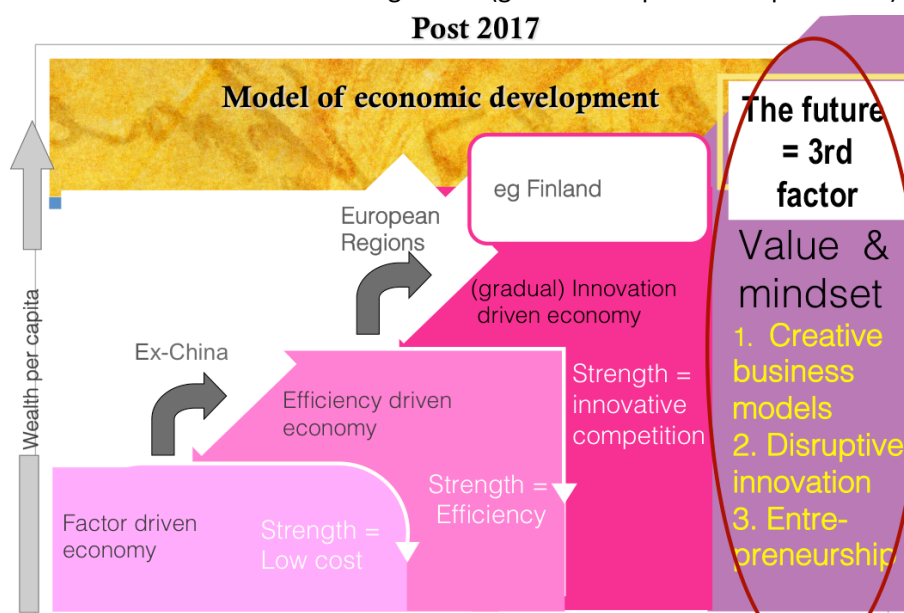 Post 2017
Model of economic development
The future
= 3rd
factor
eg Finland
European
Regions
Value &
mindset
(gradual) Innovation
driven economy
1. Creative
business
models
2. Disruptive
innovation
3. Entre-
preneurship
Ex-China
Strength =
innovative
competition
Efficiency driven
economy
Strength =
Efficiency
Factor driven
economy
Strength =
Low cost
Wealth per capita